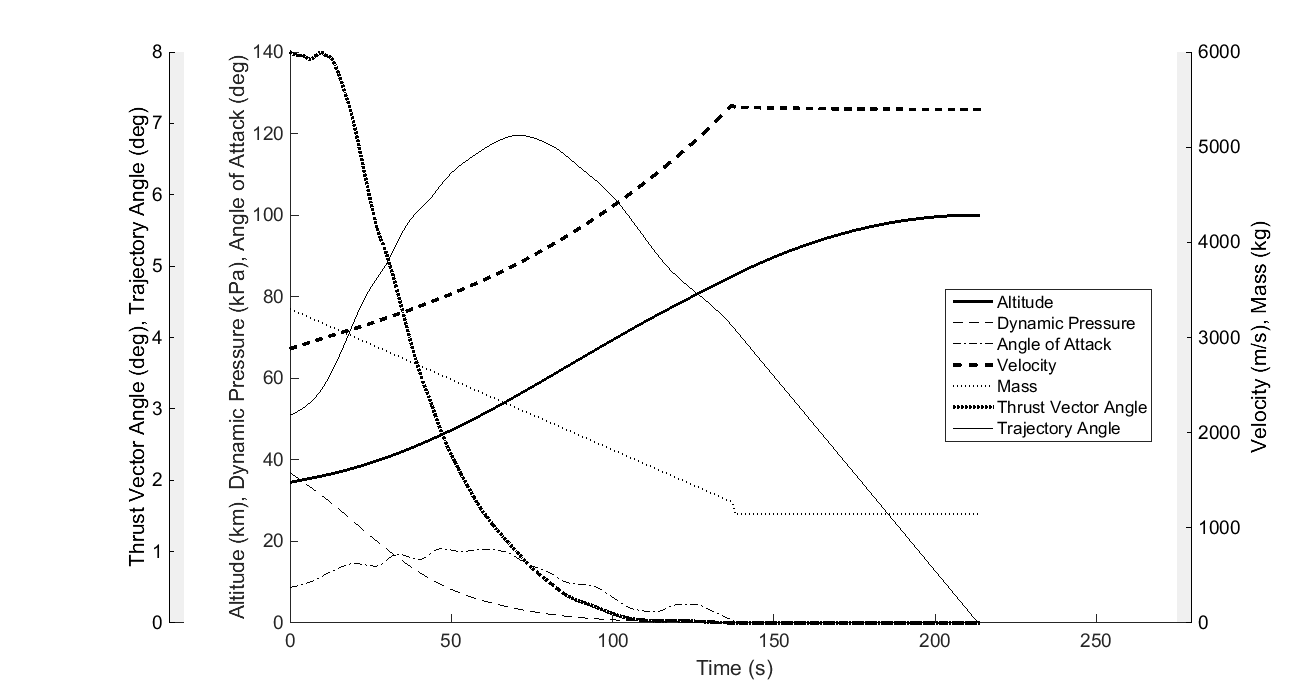 8
7
6
5
4
3
2
1
0
Thrust Vector Angle (deg), Trajectory Angle (deg)
140
120
100
80
60
40
20
0
Altitude (km), Dynamic Pressure (kPa), Angle of Attack (deg)
6000
5000
4000
3000
2000
1000
0
Velocity (m/s), Mass (kg)
Altitude
Dynamic Pressure
Angle of Attack
Velocity
Mass
Thrust Vector Angle
Trajectory Angle
0 50 100 150 200 250
Time (s)